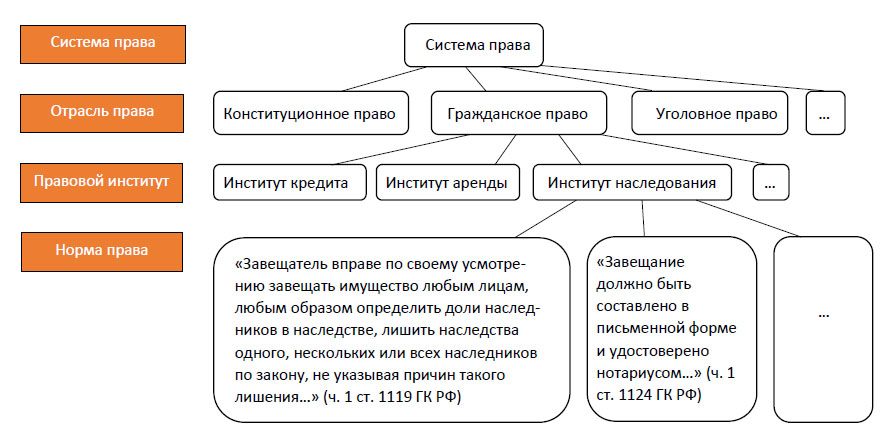 Система права
Система права
Отрасль права
Конституционное право
Гражданское право
Уголовное право
...
Правовой институт
Институт кредита
Институт аренды
Институт наследования
...
Норма права
«Завещатель вправе по своему усмотре-
нию завещать имущество любым лицам,
любым образом определить доли наслед-
ников в наследстве, лишить наследства
одного, нескольких или всех наследников
по закону, не указывая причин такого
лишения...» (ч. 1 ст. 1119 ГК РФ)
«Завещание
должно быть
составлено в
письменной форме
и удостоверено
нотариусом...» (ч. 1
ст. 1124 ГК РФ)
...